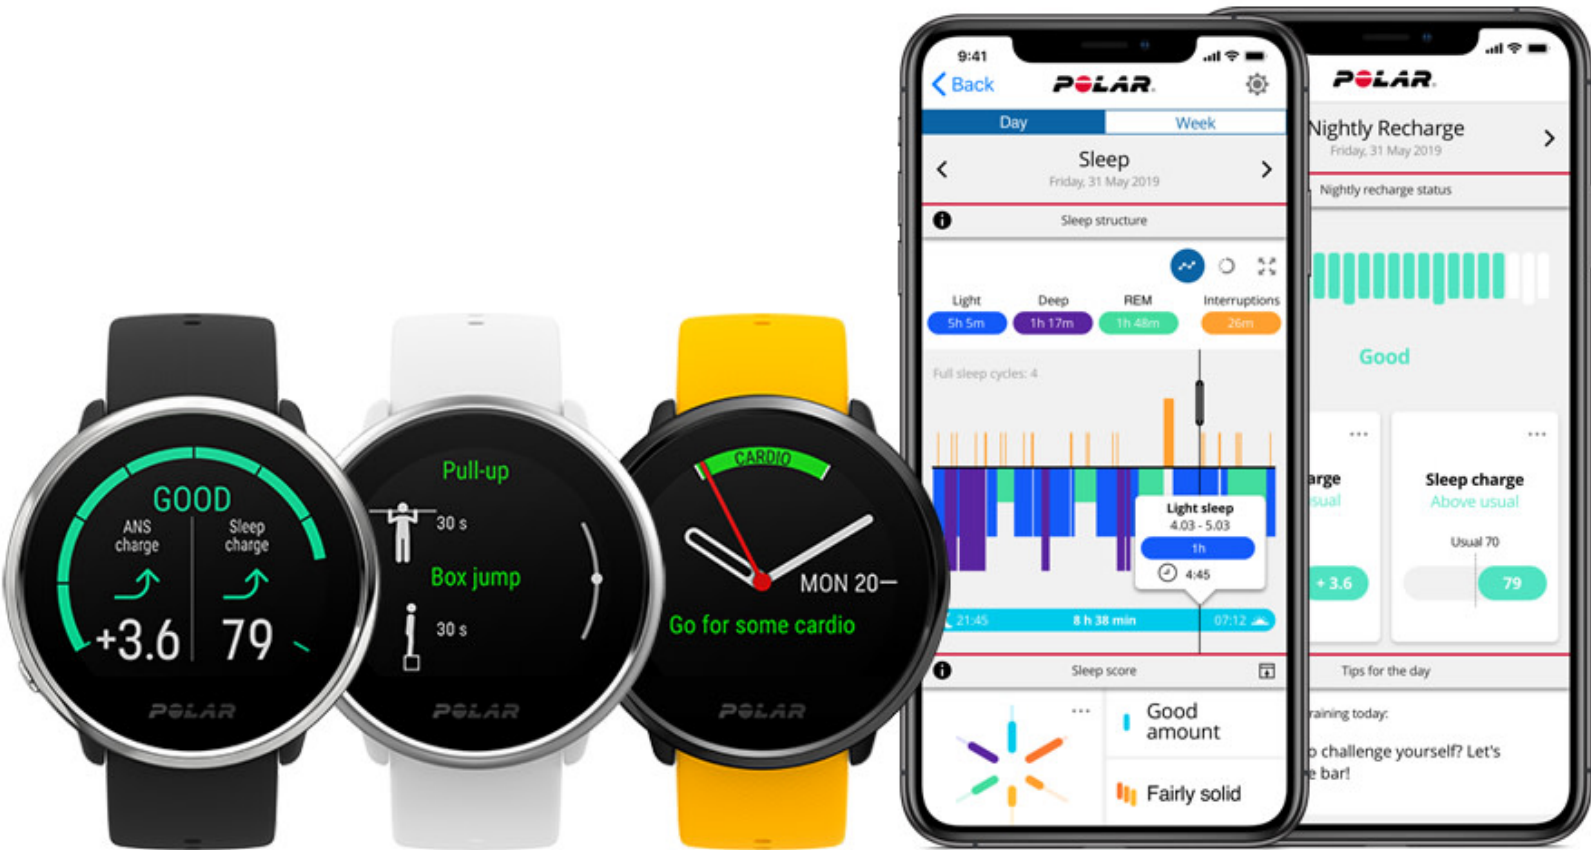 GOOD
ANS
charge
Sleep
charge
+3.6
79
POLAR
Pull-up
30 s
Box jump
30 s
POLAR
CARDIO
MON 20
Go for some cardio
POLAR
9:41
Back
POLAR
Day
Week
Sleep
Friday, 31 May 2019
Sleep structure
Light
Deep
REM
Interruptions
5h 5m
1h 17m
1h 48m
26m
Full sleep cycles: 4
Light sleep
4.03 - 5.03
1h
4:45
21:45
8 h 38 min
07:12
Sleep score
Good
amount
Fairly solid
POLAR
Nightly Recharge
Friday, 31 May 2019
Nightly recharge status
Good
arge
sual
+ 3.6
Sleep charge
Above usual
Usual 70
79
Tips for the day
raining today:
o challenge yourself? Let's
e bar!